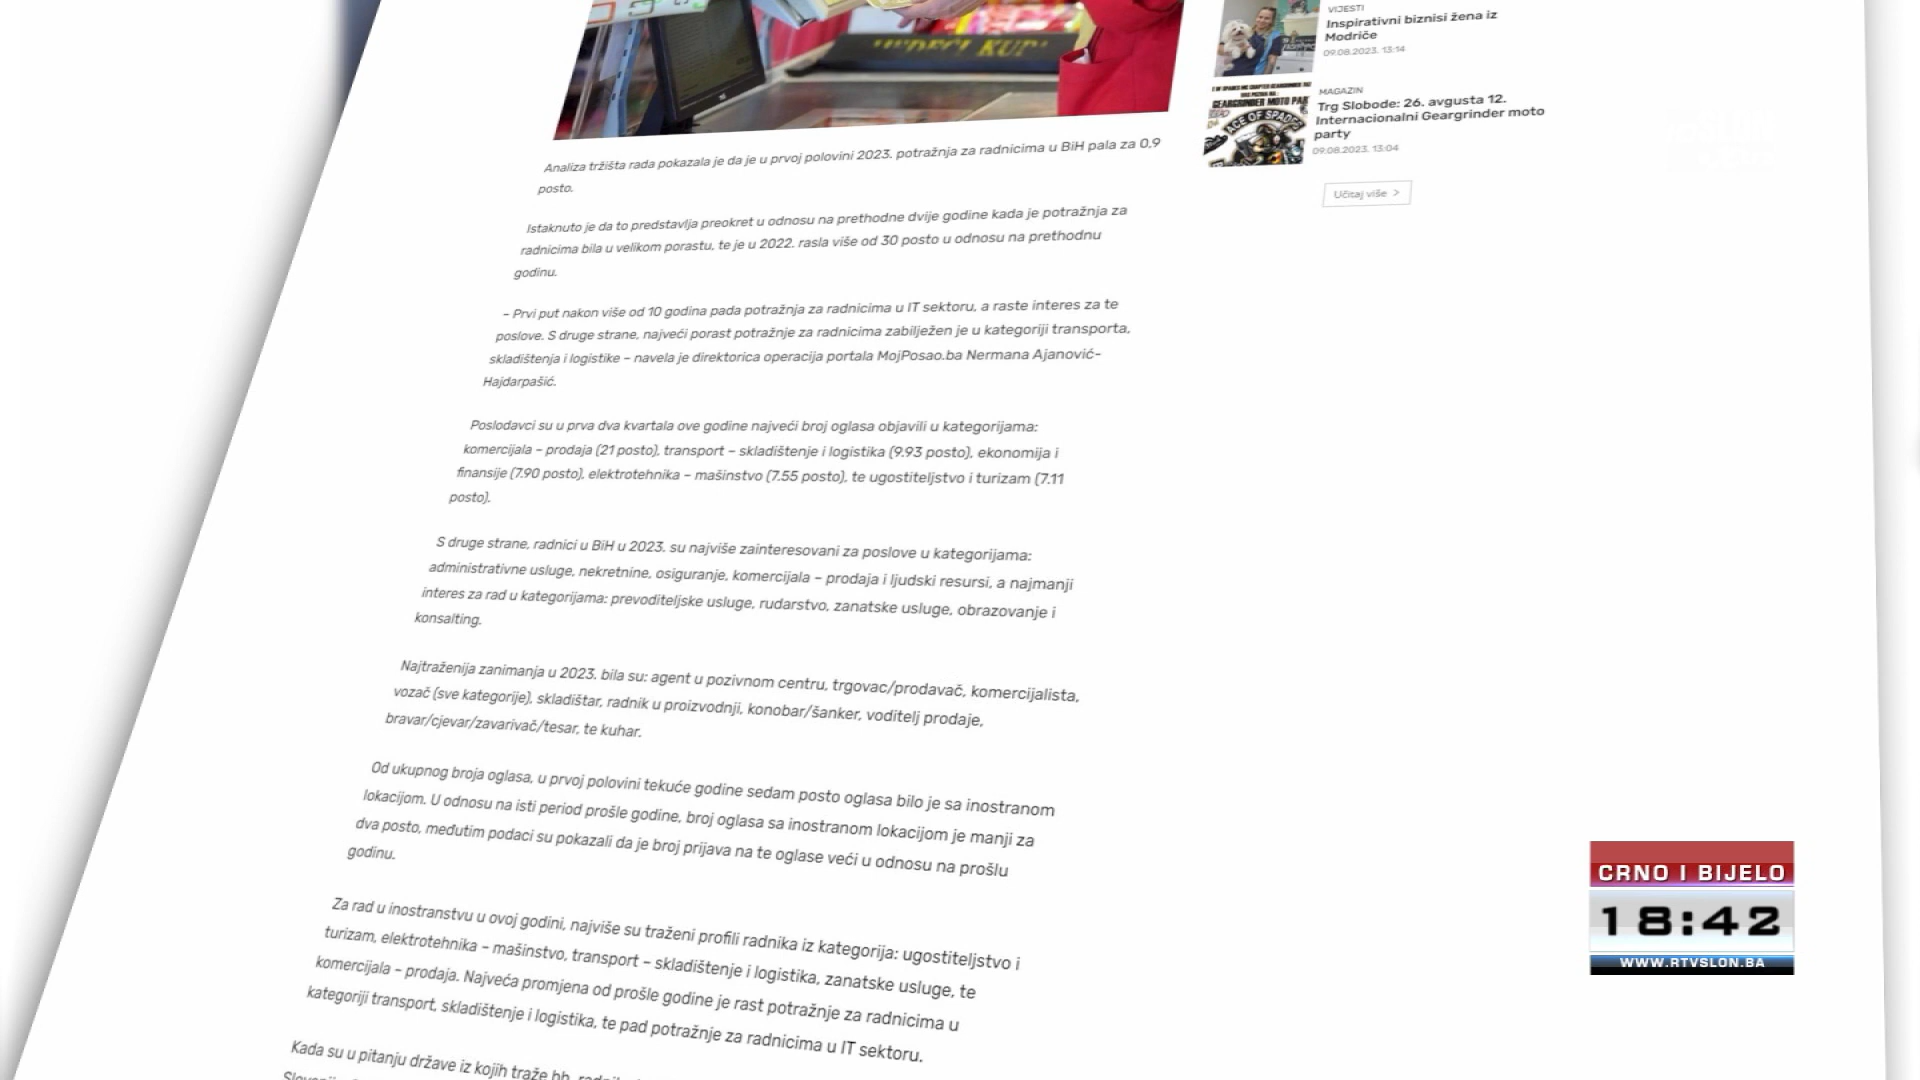 Analiza tržišta rada pokazala je da je u prvoj polovini 2023. potražnja za radnicima u BiH pala za 0,9
posto.
Istaknuto je da to predstavlja preokret u odnosu na prethodne dvije godine kada je potražnja za
radnicima bila u velikom porastu, te je u 2022. rasla više od 30 posto u odnosu na prethodnu
godinu.
– Prvi put nakon više od 10 godina pada potražnja za radnicima u IT sektoru, a raste interes za te
poslove. S druge strane, najveći porast potražnje za radnicima zabilježen je u kategoriji transporta,
skladištenja i logistike – navela je direktorica operacija portala MojPosao.ba Nermana Ajanović-
Hajdarpašić.
Poslodavci su u prva dva kvartala ove godine najveći broj oglasa objavili u kategorijama:
komercijala – prodaja (21 posto), transport – skladištenje i logistika (9.93 posto), ekonomija i
finansije (7.90 posto), elektrotehnika – mašinstvo (7.55 posto), te ugostiteljstvo i turizam (7.11
posto).
S druge strane, radnici u BiH u 2023. su najviše zainteresovani za poslove u kategorijama:
administrativne usluge, nekretnine, osiguranje, komercijala – prodaja i ljudski resursi, a najmanji
interes za rad u kategorijama: prevoditeljske usluge, rudarstvo, zanatske usluge, obrazovanje i
konsalting.
Najtraženija zanimanja u 2023. bila su: agent u pozivnom centru, trgovac/prodavač, komercijalista,
vozač (sve kategorije), skladištar, radnik u proizvodnji, konobar/šanker, voditelj prodaje,
bravar/cjevar/zavarivač/tesar, te kuhar.
Od ukupnog broja oglasa, u prvoj polovini tekuće godine sedam posto oglasa bilo je sa inostranom
lokacijom. U odnosu na isti period prošle godine, broj oglasa sa inostranom lokacijom je manji za
dva posto, međutim podaci su pokazali da je broj prijava na te oglase veći u odnosu na prošlu
godinu.
Za rad u inostranstvu u ovoj godini, najviše su traženi profili radnika iz kategorija: ugostiteljstvo i
turizam, elektrotehnika – mašinstvo, transport – skladištenje i logistika, zanatske usluge, te
komercijala – prodaja. Najveća promjena od prošle godine je rast potražnje za radnicima u
kategoriji transport, skladištenje i logistika, te pad potražnje za radnicima u IT sektoru.
Kada su u pitanju države iz kojih traže bh.
VIJESTI
Inspirativni biznisi žena iz
Modriče
09.08.2023. 13:14
GEARGRINDER MOTO
ACE OF SPADES
MAGAZIN
Trg Slobode: 26. avgusta 12.
Internacionalni Geargrinder moto
party
09.08.2023. 13:04
Učitaj više >
CRNO I BIJELO
18:42
WWW.RTVSLON.BA